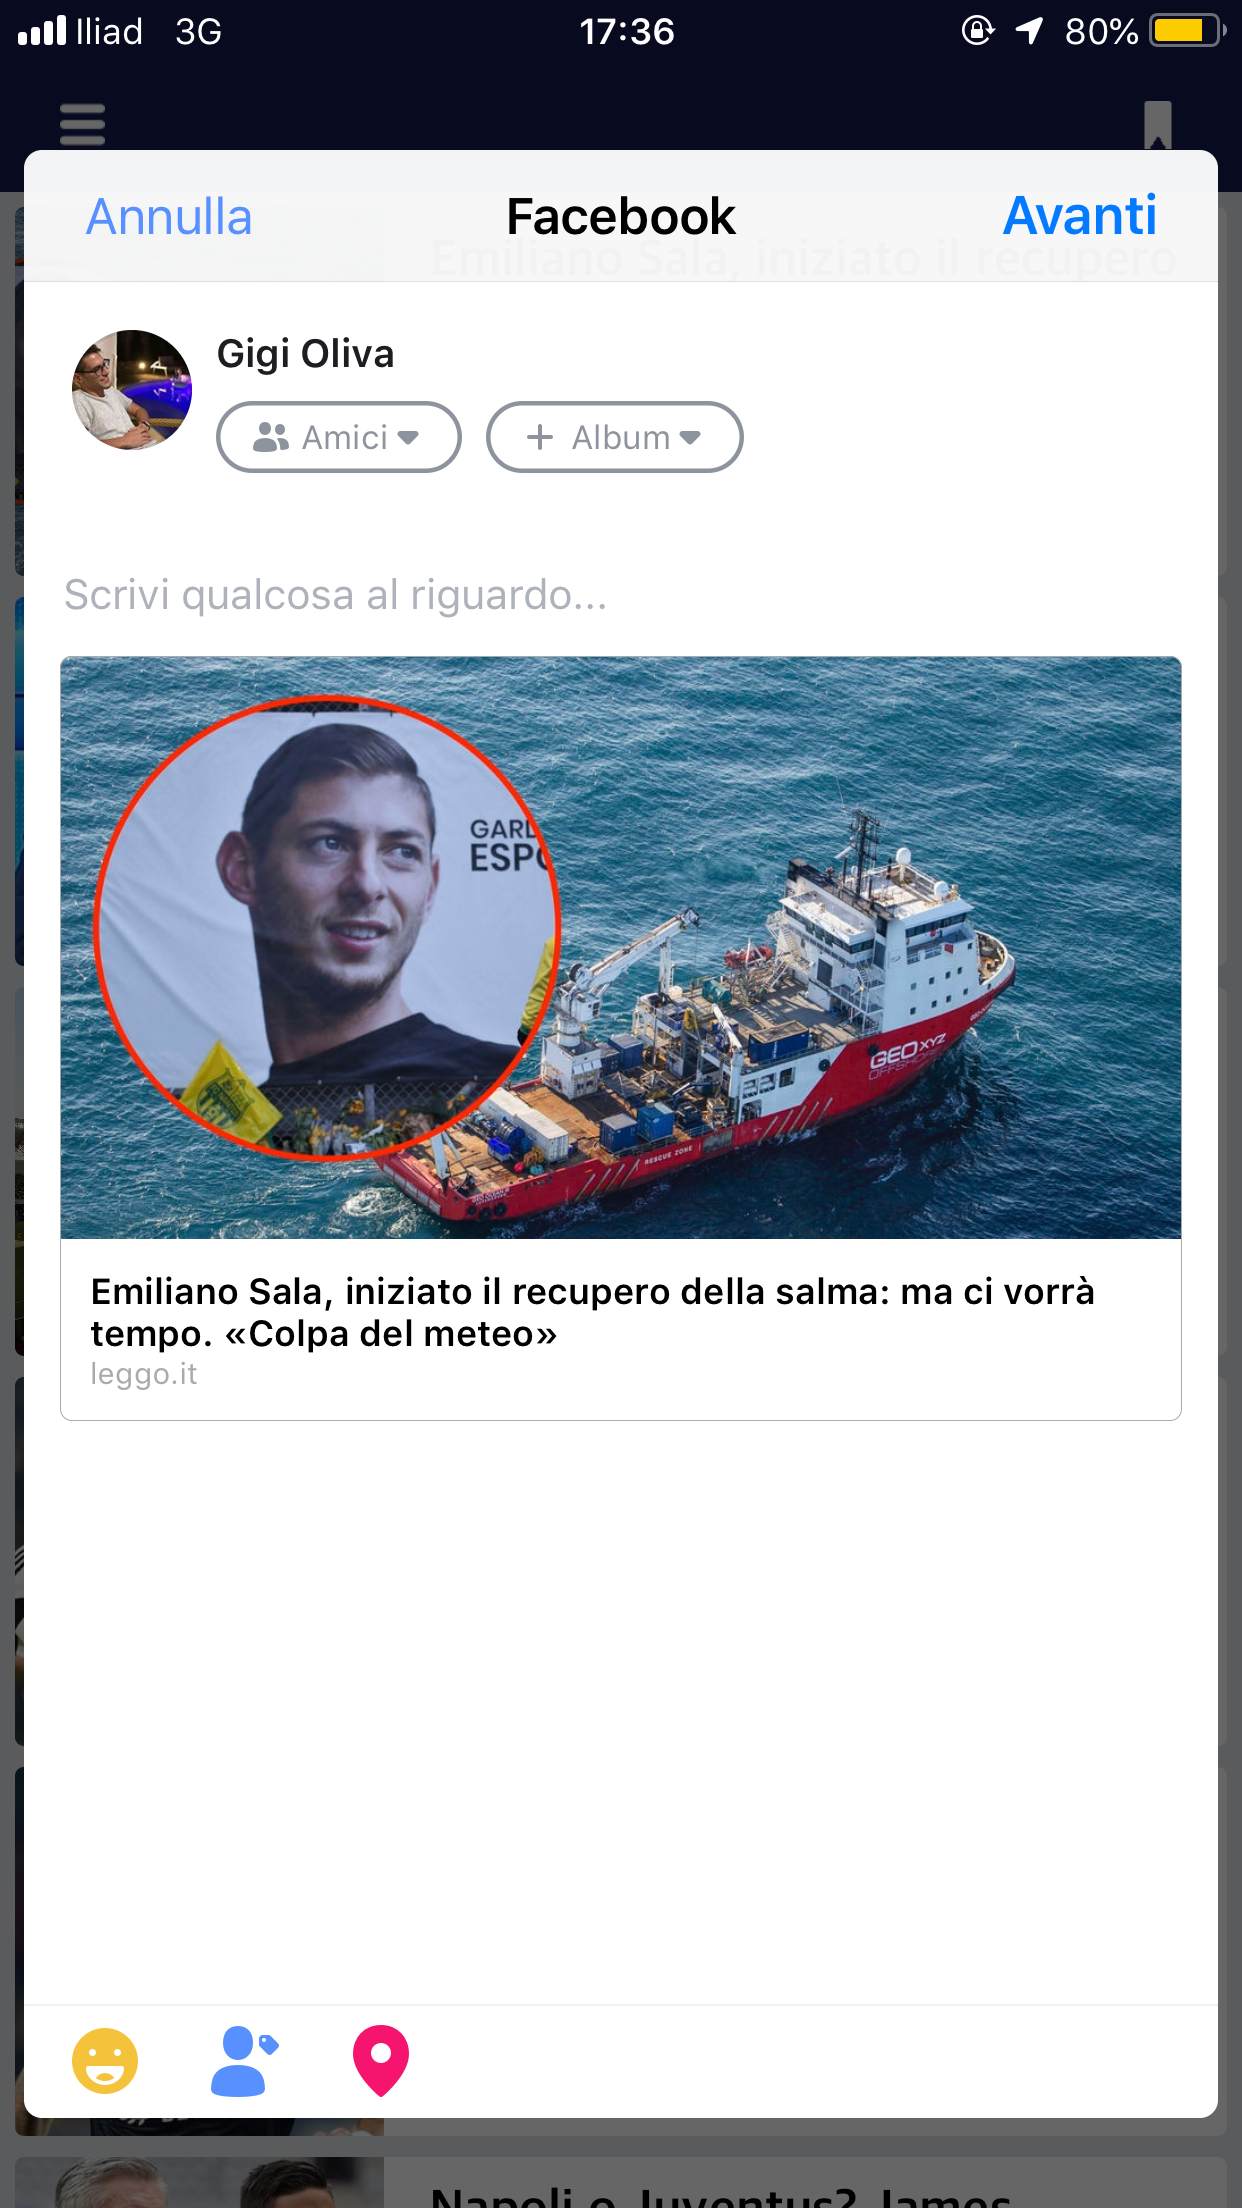 Iliad 3G 17:36 80%
Annulla Facebook Avanti
Emiliano Sala, iniziato il recupero
Gigi Oliva
Amici + Album
Scrivi qualcosa al riguardo...
ESP
GEO XYZ
OFFSHORE
RESCUE ZONE
Emiliano Sala, iniziato il recupero della salma: ma ci vorrà
tempo. «Colpa del meteo»
leggo.it
Napoli o Juventus? James